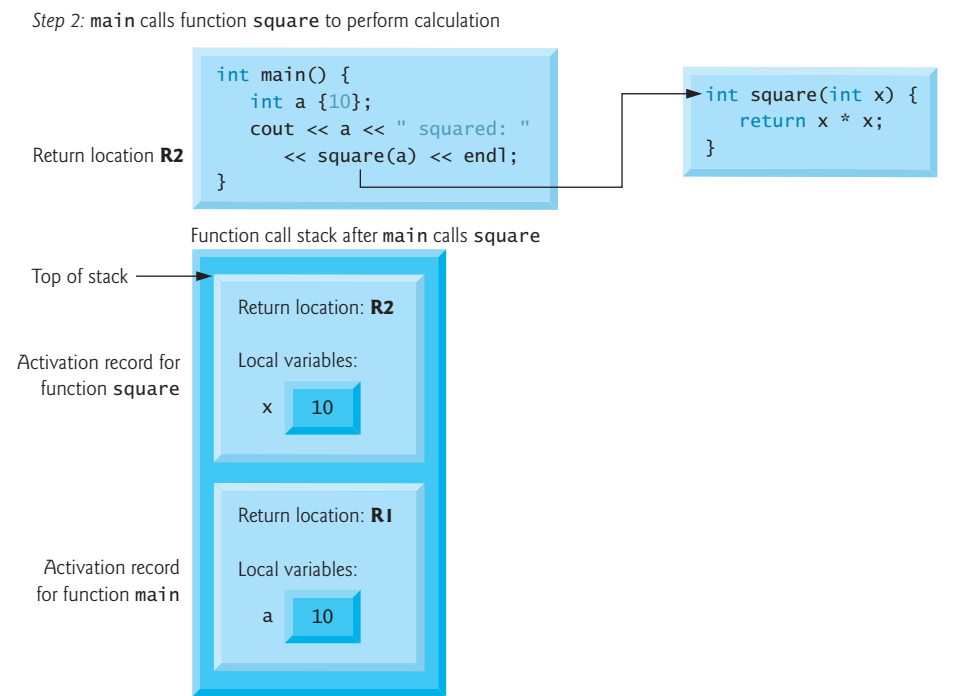 Step 2: main calls function square to perform calculation
int main() {
int a {10};
cout << a << " squared: "
<< square(a) << endl;
}
Return location R2
int square(int x) {
return x * x;
}
Function call stack after main calls square
Top of stack
Return location: R2
Activation record for
function square
Local variables:
x 10
Return location: R1
Activation record
for function main
Local variables:
a 10